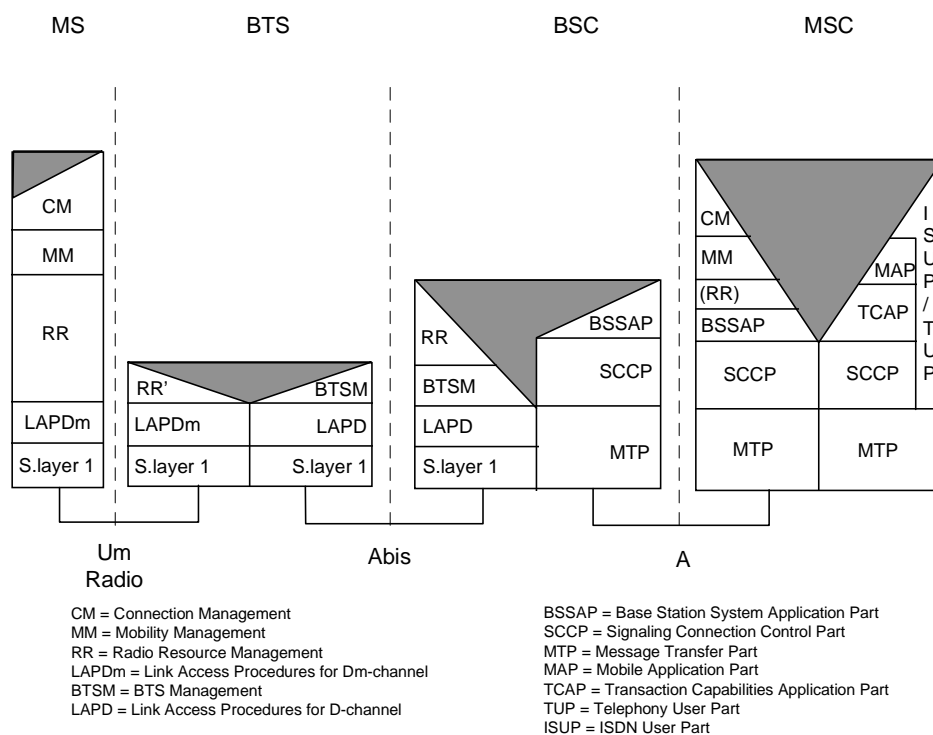 MS
BTS
BSC
MSC
CM
MM
RR
LAPDm
S.layer 1
RR'
BTSM
LAPDm
LAPD
S.layer 1
S.layer 1
RR
BSSAP
BTSM
SCCP
LAPD
MTP
S.layer 1
CM
MM
(RR)
BSSAP
SCCP
MTP
MAP
TCAP
SCCP
MTP
I
S
U
P
/
T
U
P
Um
Radio
Abis
A
CM = Connection Management
MM = Mobility Management
RR = Radio Resource Management
LAPDm = Link Access Procedures for Dm-channel
BTSM = BTS Management
LAPD = Link Access Procedures for D-channel
BSSAP = Base Station System Application Part
SCCP = Signaling Connection Control Part
MTP = Message Transfer Part
MAP = Mobile Application Part
TCAP = Transaction Capabilities Application Part
TUP = Telephony User Part
ISUP = ISDN User Part